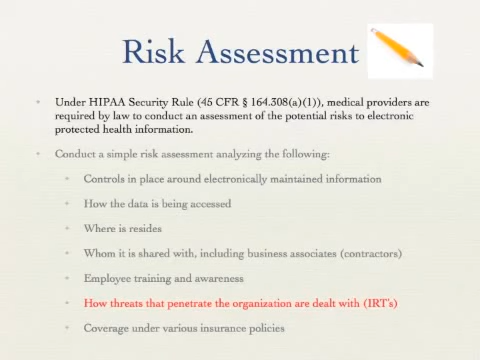 Risk Assessment
• Under HIPAA Security Rule (45 CFR § 164.308(a)(1)), medical providers are
required by law to conduct an assessment of the potential risks to electronic
protected health information.
• Conduct a simple risk assessment analyzing the following:
• Controls in place around electronically maintained information
• How the data is being accessed
• Where is resides
• Whom it is shared with, including business associates (contractors)
• Employee training and awareness
• How threats that penetrate the organization are dealt with (IRT's)
• Coverage under various insurance policies